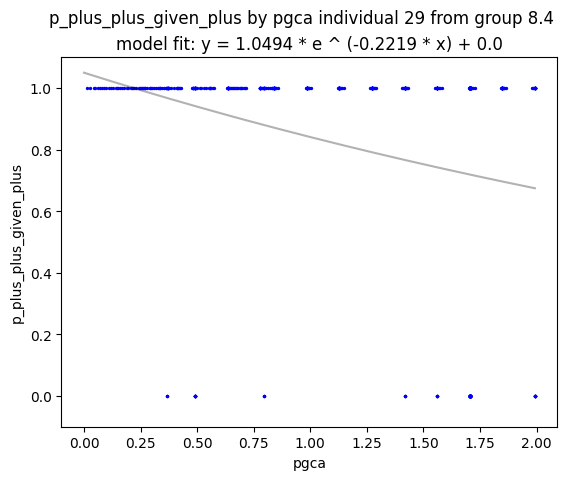 p_plus_plus_given_plus by pgca individual 29 from group 8.4
model fit: y = 1.0494 * e ^ (-0.2219 * x) + 0.0
1.0
0.8
0.6
0.4
0.2
0.0
p_plus_plus_given_plus
0.00 0.25 0.50 0.75 1.00 1.25 1.50 1.75 2.00
pgca